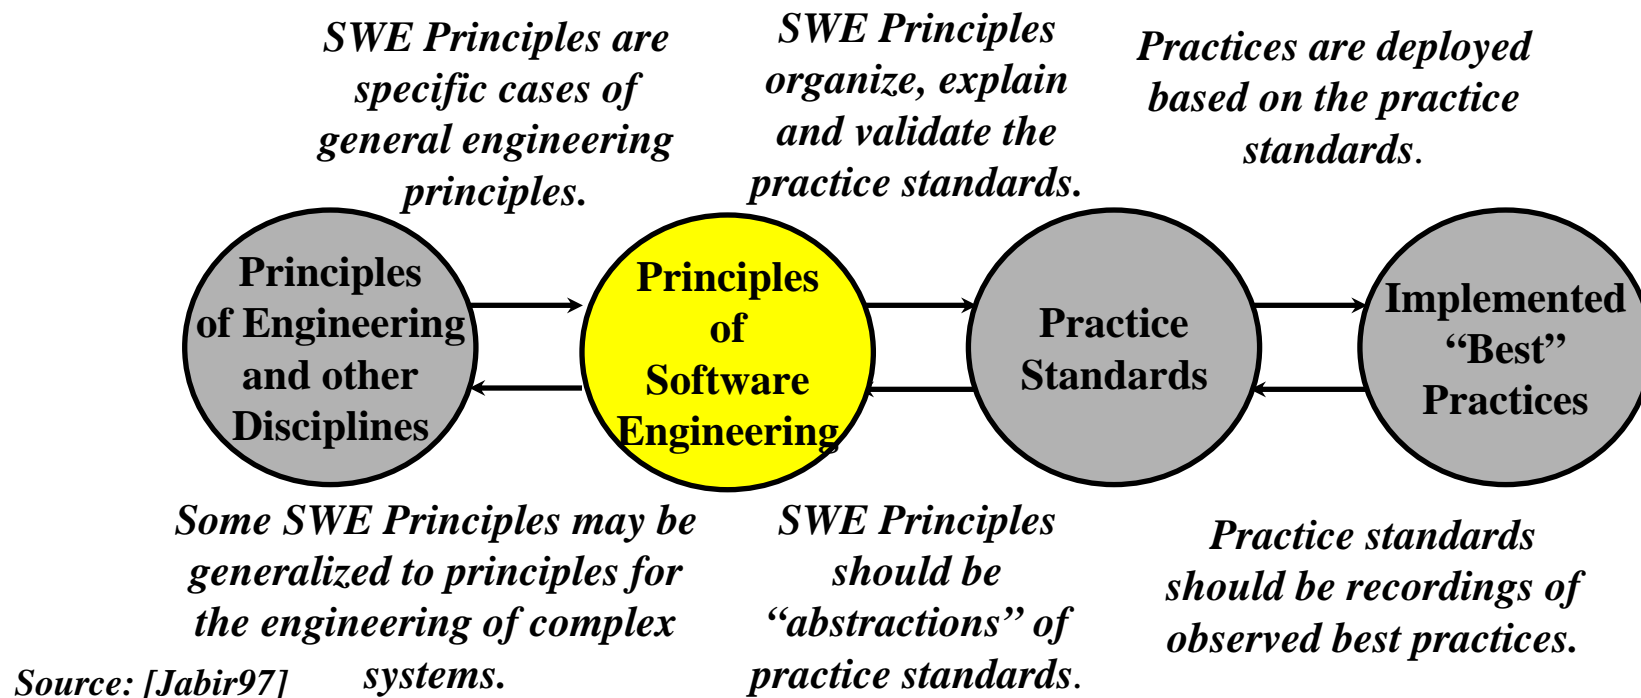 SWE Principles are
specific cases of
general engineering
principles.
SWE Principles
organize, explain
and validate the
practice standards.
Practices are deployed
based on the practice
standards.
Principles
of Engineering
and other
Disciplines
Principles
of
Software
Engineering
Practice
Standards
Implemented
“Best”
Practices
Some SWE Principles may be
generalized to principles for
the engineering of complex
systems.
SWE Principles
should be
“abstractions” of
practice standards.
Practice standards
should be recordings of
observed best practices.
Source: [Jabir97]